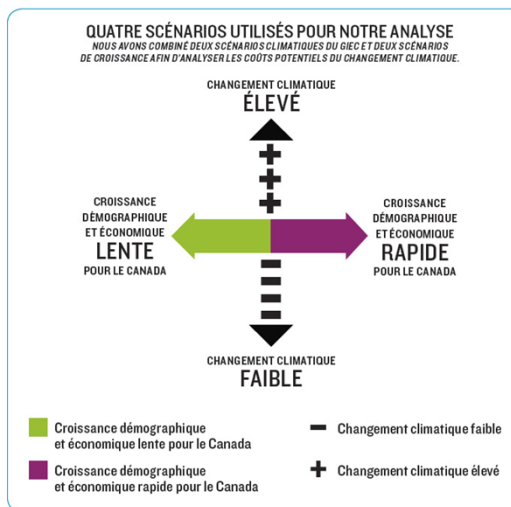 QUATRE SCÉNARIOS UTILISÉS POUR NOTRE ANALYSE
NOUS AVONS COMBINÉ DEUX SCÉNARIOS CLIMATIQUES DU GIEC ET DEUX SCÉNARIOS
DE CROISSANCE AFIN D'ANALYSER LES COÛTS POTENTIELS DU CHANGEMENT CLIMATIQUE.
CHANGEMENT CLIMATIQUE
ÉLEVÉ
CROISSANCE
DÉMOGRAPHIQUE
ET ÉCONOMIQUE
LENTE
POUR LE CANADA
CROISSANCE
DÉMOGRAPHIQUE
ET ÉCONOMIQUE
RAPIDE
POUR LE CANADA
CHANGEMENT CLIMATIQUE
FAIBLE
Croissance démographique
et économique lente pour le Canada
Croissance démographique
et économique rapide pour le Canada
Changement climatique faible
Changement climatique élevé